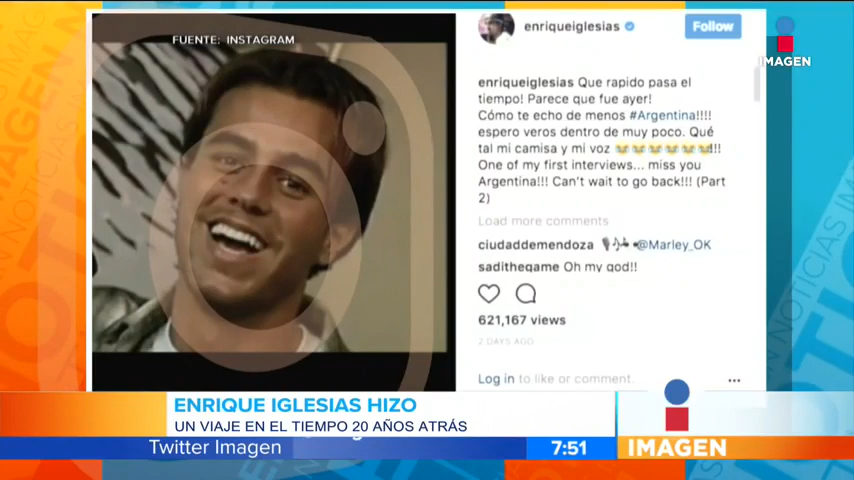 FUENTE: INSTAGRAM
enriqueiglesias
Follow
IMAGEN
enriqueiglesias Que rapido pasa el
tiempo! Parece que fue ayer!
Cómo te echo de menos #Argentina!!!!
espero veros dentro de muy poco. Qué
tal mi camisa y mi voz 😂😂😂😂😂😂!!!
One of my first interviews... miss you
Argentina!!! Can't wait to go back!!! (Part
2)
Load more comments
ciudaddemendoza 🎤🎶 @Marley_OK
sadithegame Oh my god!!
621,167 views
2 DAYS AGO
Log in to like or comment.
ENRIQUE IGLESIAS HIZO
UN VIAJE EN EL TIEMPO 20 AÑOS ATRÁS
Twitter Imagen
7:51
IMAGEN